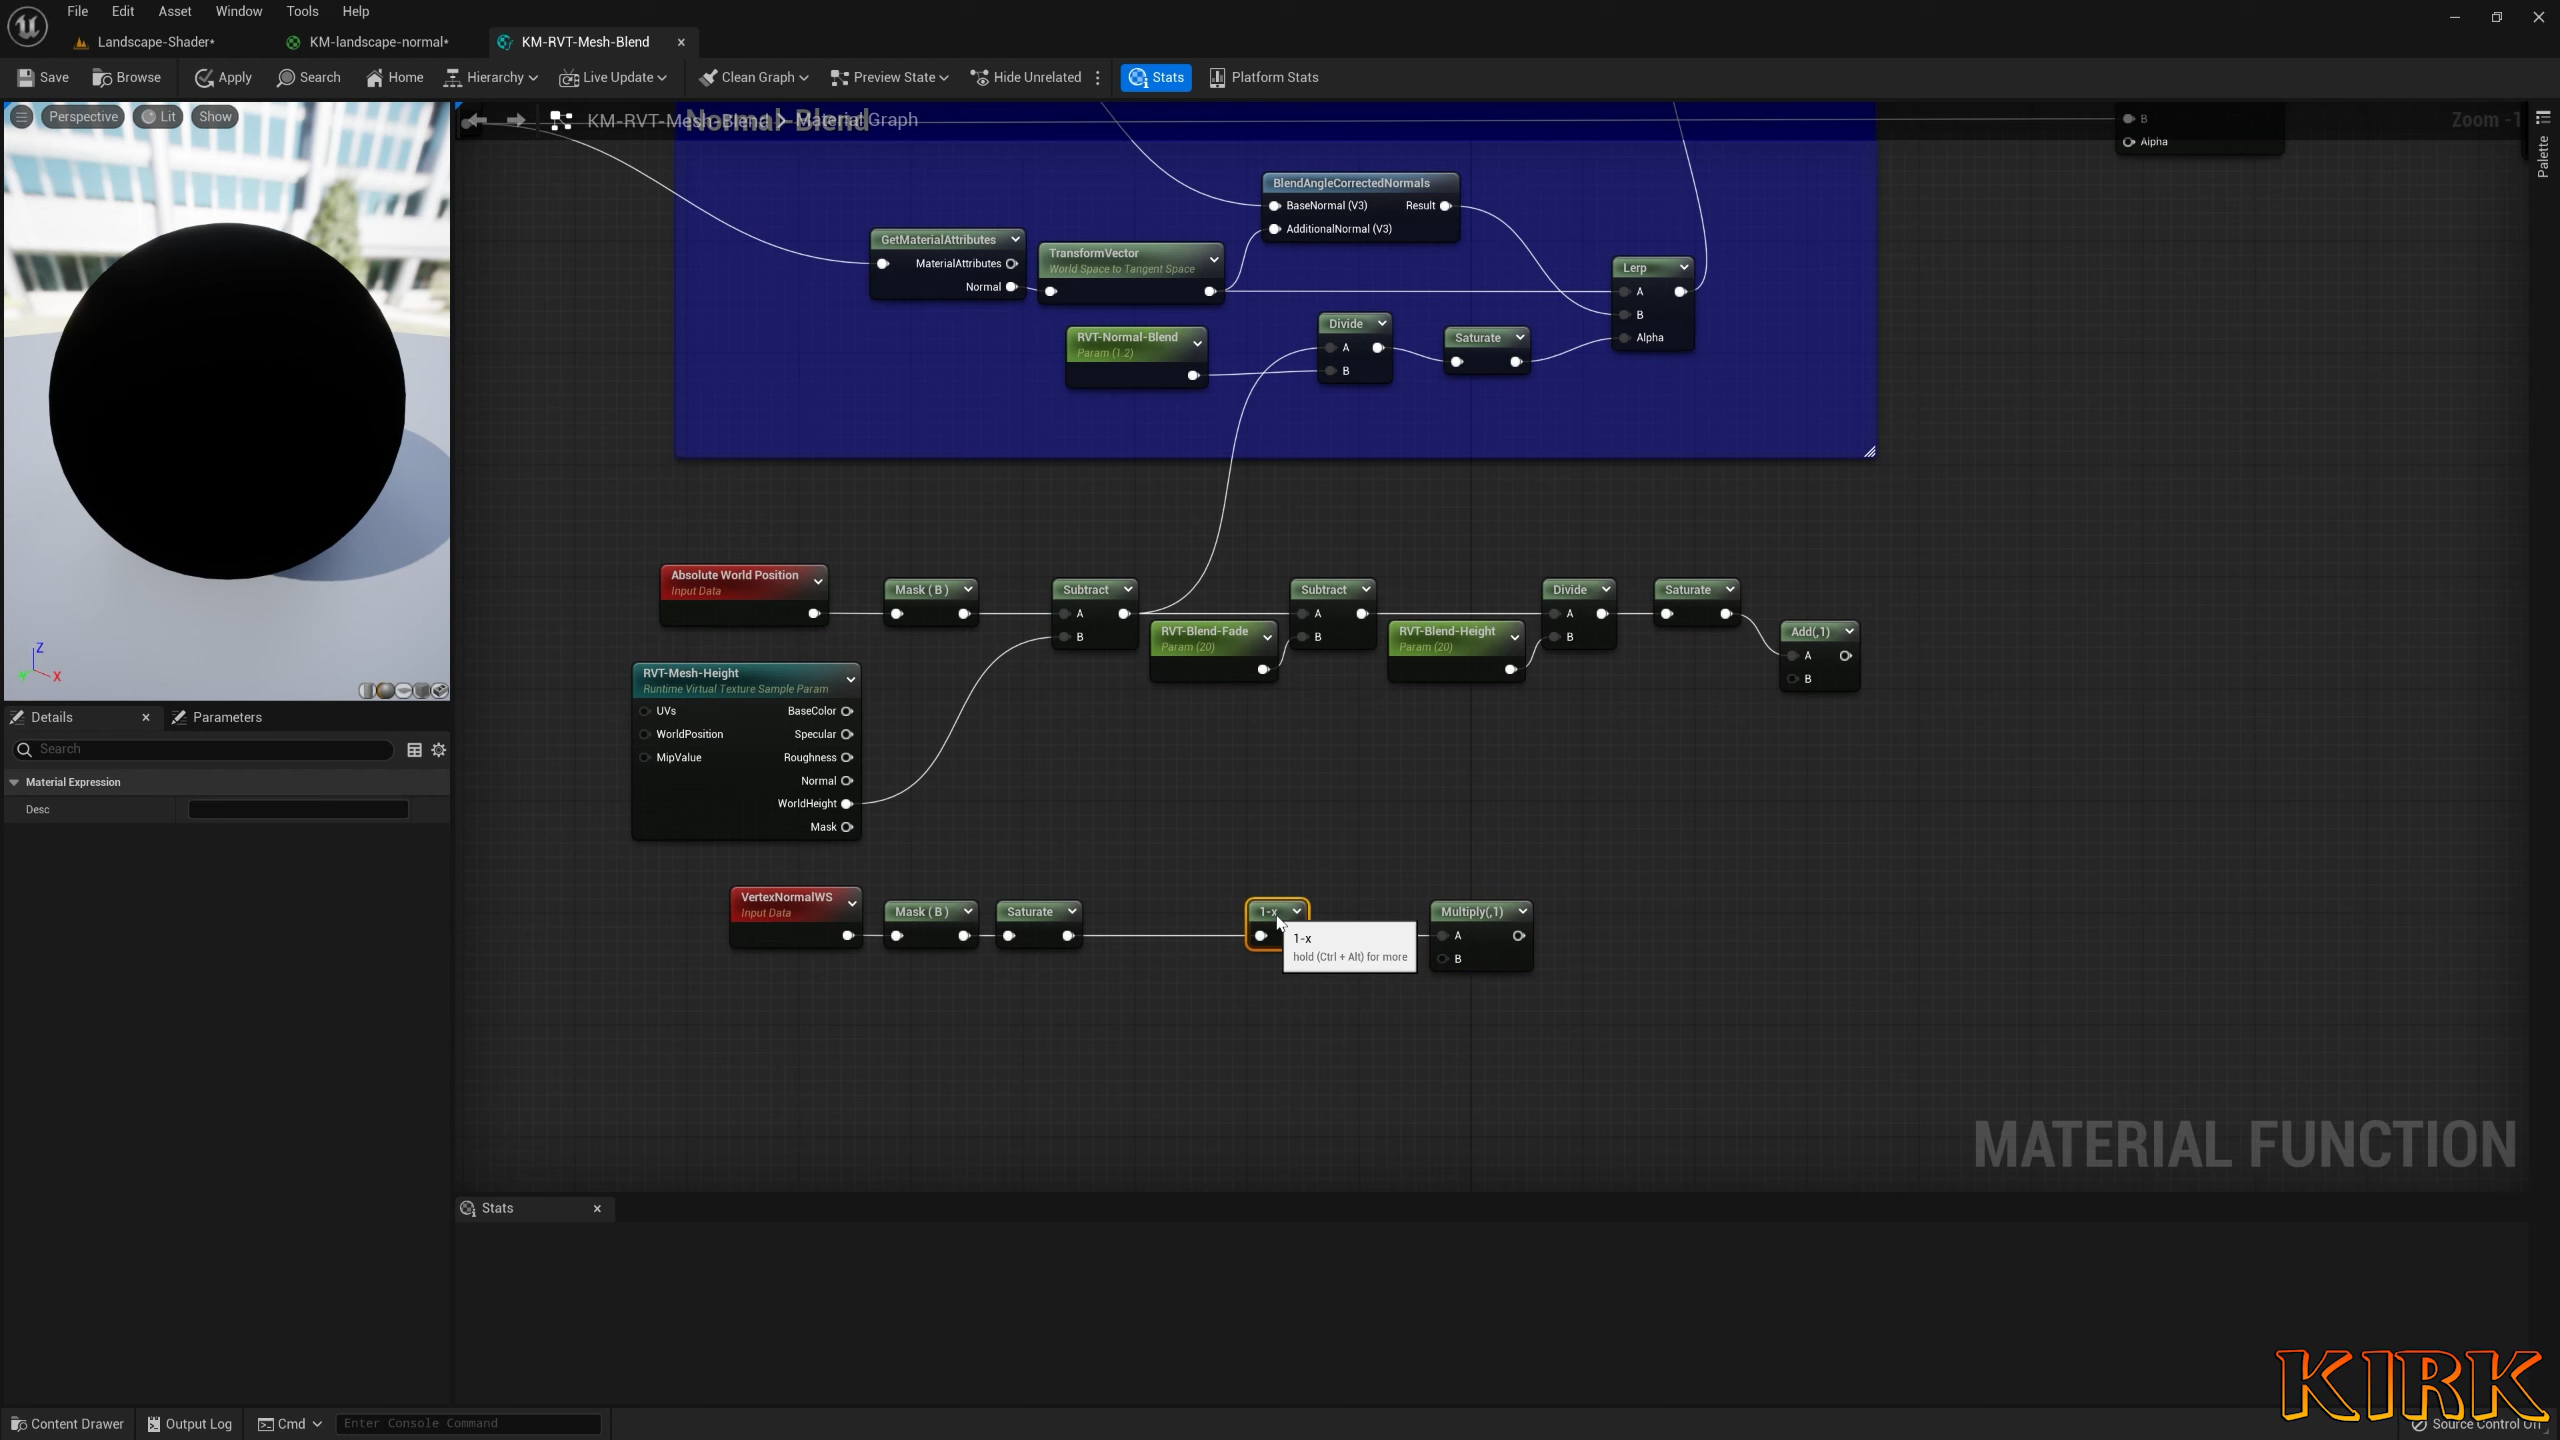 File Edit Asset Window Tools Help
Landscape-Shader* KM-landscape-normal* KM-RVT-Mesh-Blend
Save Browse Apply Search Home Hierarchy Live Update Clean Graph Preview State Hide Unrelated Stats Platform Stats
Perspective Lit Show
KM-RVT-Mesh-Blend > Material Graph
Normal-Blend
Zoom -1
Palette
B
Alpha
BlendAngleCorrectedNormals
BaseNormal (V3) Result
AdditionalNormal (V3)
GetMaterialAttributes
MaterialAttributes
Normal
TransformVector
World Space to Tangent Space
Lerp
A
B
Alpha
RVT-Normal-Blend
Param (1.2)
Divide
A
B
Saturate
Absolute World Position
Input Data
Mask ( B )
Subtract
A
B
RVT-Blend-Fade
Param (20)
Subtract
A
B
RVT-Blend-Height
Param (20)
Divide
A
B
Saturate
Add(,1)
A
B
RVT-Mesh-Height
Runtime Virtual Texture Sample Param
UVs BaseColor
WorldPosition Specular
MipValue Roughness
Normal
WorldHeight
Mask
VertexNormalWS
Input Data
Mask ( B )
Saturate
1-x
1-x
hold (Ctrl + Alt) for more
Multiply(,1)
A
B
Z
Y
X
Details Parameters
Search
Material Expression
Desc
MATERIAL FUNCTION
Stats
KIRK
Content Drawer Output Log Cmd Enter Console Command
Source Control Off